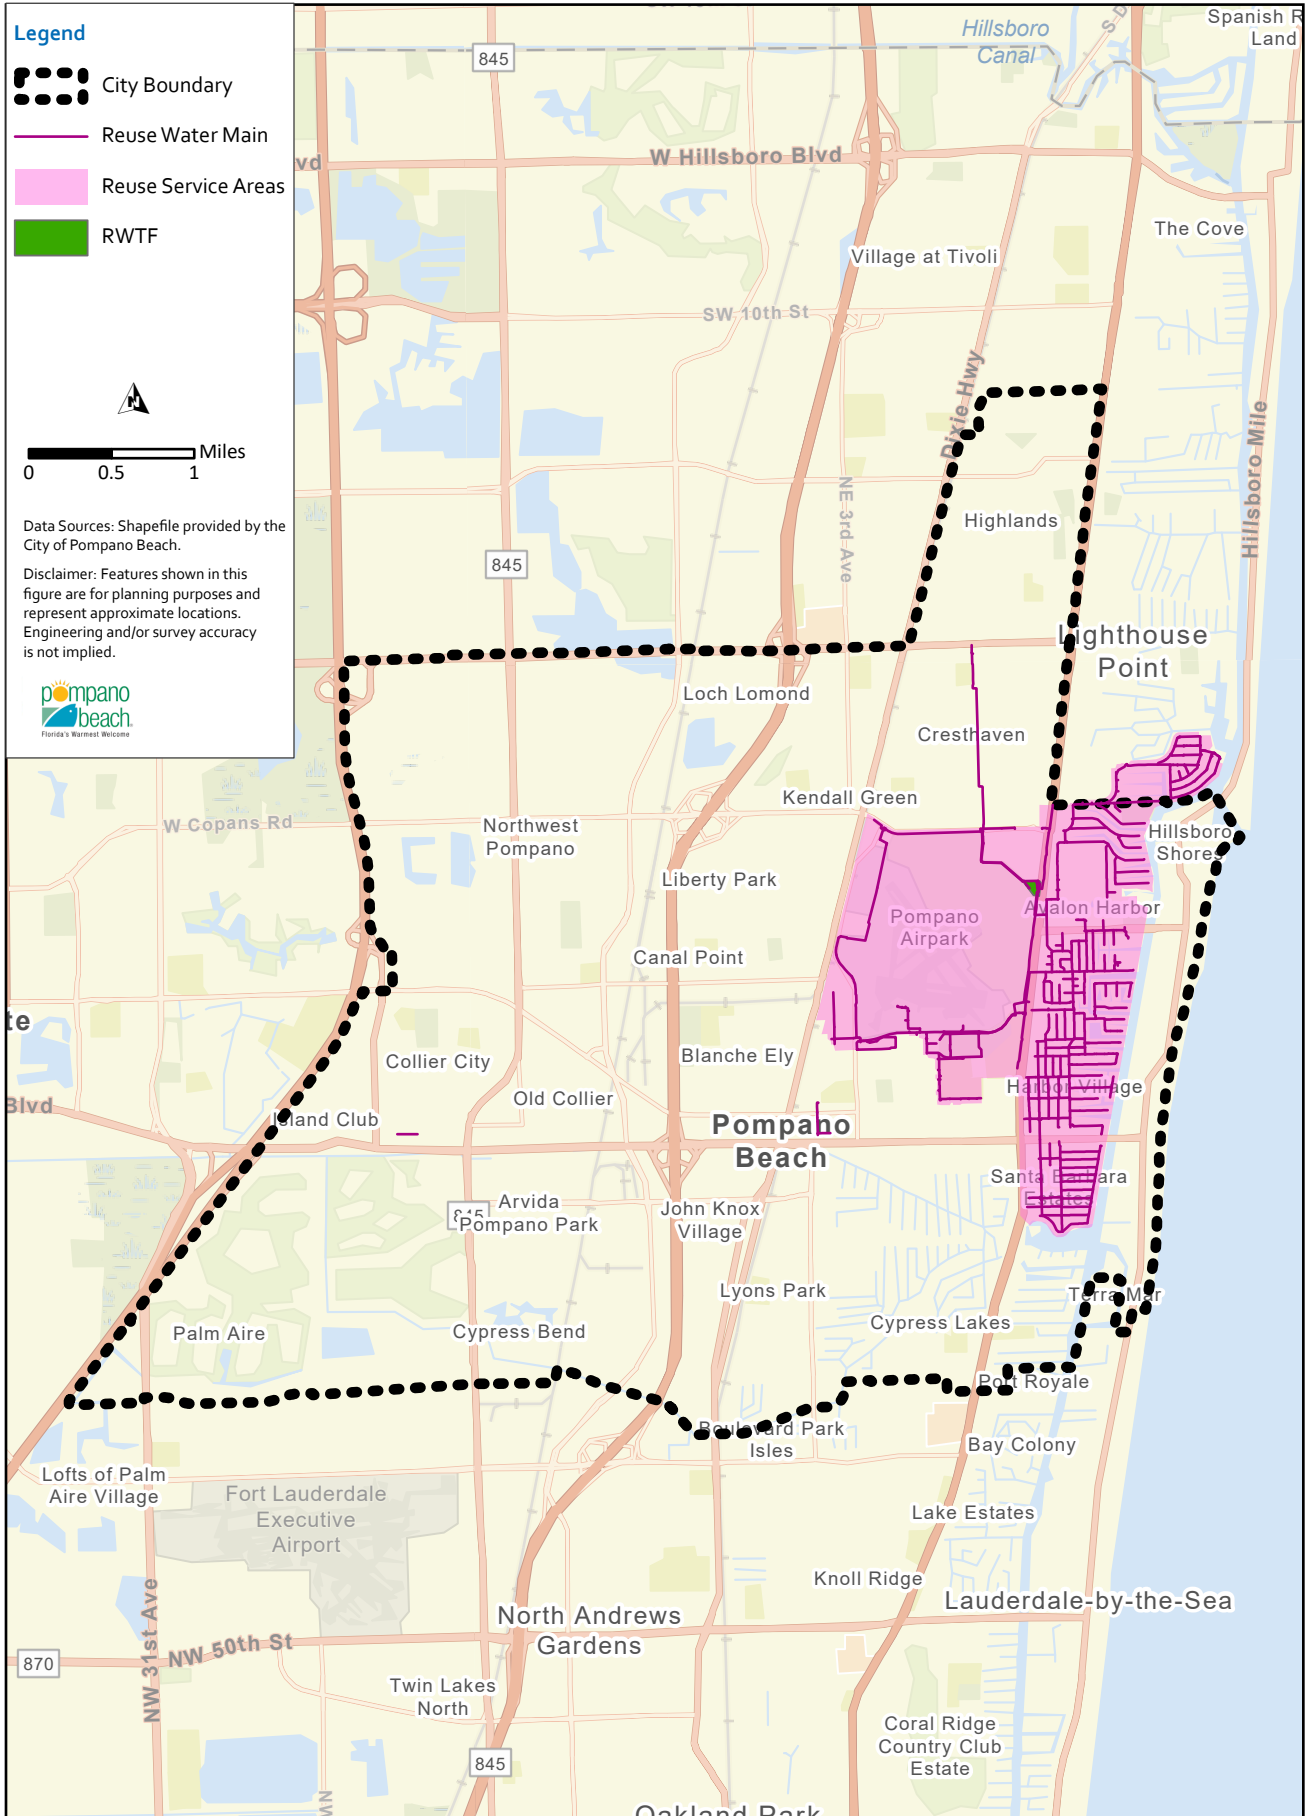 Legend
City Boundary
Reuse Water Main
Reuse Service Areas
RWTF
N
Miles
0 0.5 1
Data Sources: Shapefile provided by the
City of Pompano Beach.
Disclaimer: Features shown in this
figure are for planning purposes and
represent approximate locations.
Engineering and/or survey accuracy
is not implied.
pompano
beach
Florida's Warmest Welcome
845
Hillsboro
Canal
S D
Spanish R
Land
vd
W Hillsboro Blvd
The Cove
Village at Tivoli
SW 10th St
Dixie Hwy
Hillsboro Mile
NE 3rd Ave
Highlands
845
Lighthouse
Point
Loch Lomond
Cresthaven
Kendall Green
W Copans Rd
Northwest
Pompano
Hillsboro
Shores
Liberty Park
Avalon Harbor
Pompano
Airpark
Canal Point
te
Collier City
Blanche Ely
Harbor Village
Blvd
Old Collier
Island Club
Pompano
Beach
Santa Barbara
Estates
845
Arvida
Pompano Park
John Knox
Village
Lyons Park
Terra Mar
Palm Aire
Cypress Bend
Cypress Lakes
Port Royale
Boulevard Park
Isles
Bay Colony
Lofts of Palm
Aire Village
Fort Lauderdale
Executive
Airport
Lake Estates
Knoll Ridge
Lauderdale-by-the-Sea
North Andrews
Gardens
NW 31st Ave
NW 50th St
870
Twin Lakes
North
Coral Ridge
Country Club
Estate
845
NW
Oakland Park